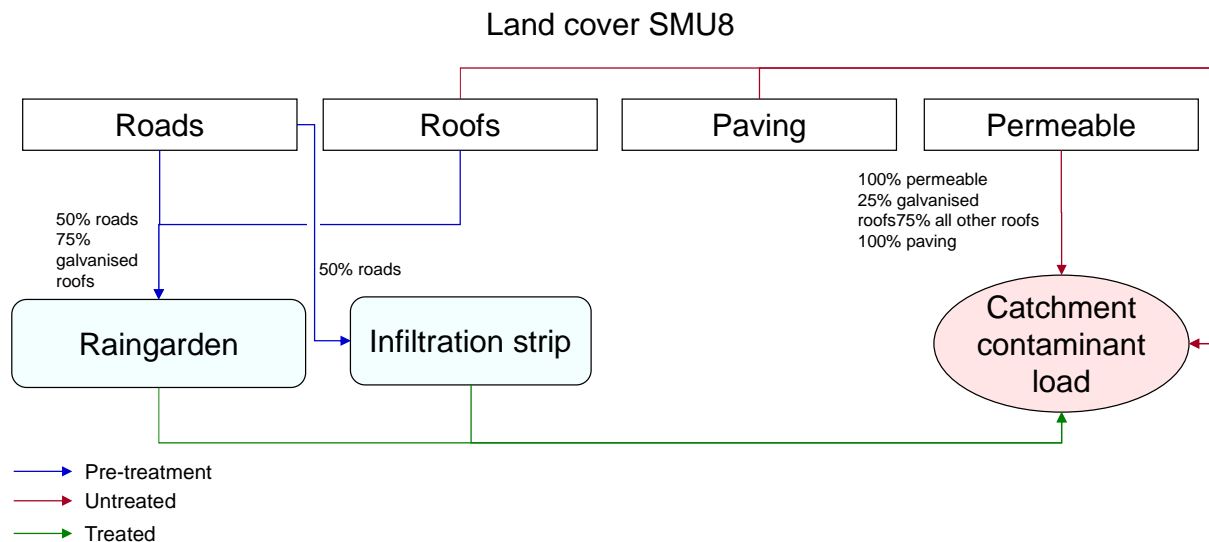 Land cover SMU8
Roads
Roofs
Paving
Permeable
50% roads
75%
galvanised
roofs
50% roads
100% permeable
25% galvanised
roofs75% all other roofs
100% paving
Raingarden
Infiltration strip
Catchment
contaminant
load
Pre-treatment
Untreated
Treated